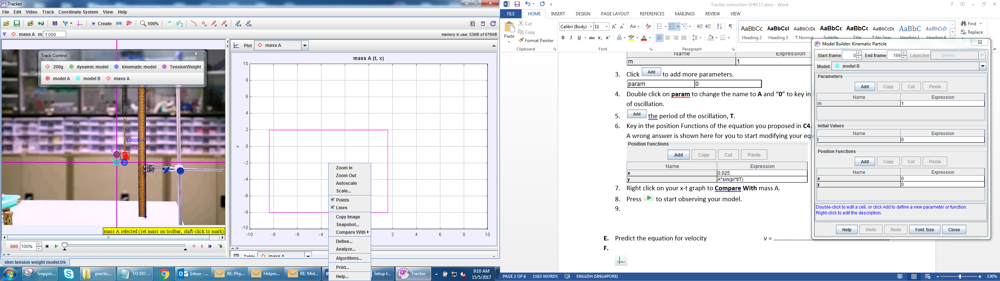 Tracker
File Edit Video Track Coordinate System View Help
Create 100%
mass A m 1.000
memory in use: 53MB of 676MB
Track Control
200g dynamic model kinematic model TensionWeight
model A model B mass A
5.000E-1
0 0
0 0
mass A selected (set mass on toolbar, shift-click to mark)
000 100% 1
shm tension weight model.trk
Plot mass A
mass A (t, x)
10
8
6
4
2
0
-2
-4
-6
-8
-10
x
-10 -8 -6 -4 2 4 6 8 10
Zoom In
Zoom Out
Autoscale
Scale...
Points
Lines
Copy Image
Snapshot...
Compare With
Define...
Analyze...
Algorithms...
Print...
Help...
Table mass A
Snippin... practic... TO DO ... Inbox - ... RE: Phy... Helpin... RE: Mid... Setup t... Tracker
9:10 AM
15/5/2017
Tracker instruction SHM 17.docx - Word
FILE HOME INSERT DESIGN PAGE LAYOUT REFERENCES MAILINGS REVIEW VIEW
Paste
Cut
Copy
Format Painter
Clipboard
Calibri (Body) 11
Font
Paragraph
AaBbCc AaBbCcI AaBbCcDc AaBbCc AaBbCc AaBbCcDc AaBbC AaBbCcD
Heading 2 Heading 3 ¶ Normal Subtitle Title ¶ No Spac... Heading 1 Heading 4
Find
Replace
Name Expression
m 1
3. Click Add to add more parameters.
param 0
4. Double click on param to change the name to A and “0” to key in
of oscillation.
5. Add the period of the oscillation, T.
6. Key in the position Functions of the equation you proposed in C4.
A wrong answer is shown here for you to start modifying your eq
Position Functions
Add Copy Cut Paste
Name Expression
x 0.025
y A*sin(pi*t/T)
7. Right click on your x-t graph to Compare With mass A.
8. Press to start observing your model.
9.
E. Predict the equation for velocity v = ........................................................................
F.
PAGE 2 OF 6 1163 WORDS ENGLISH (SINGAPORE) 130%
Model Builder: Kinematic Particle
Start frame 0 End frame 166 Launcher (none)
Model: model B
Parameters
Add Copy Cut Paste
Name Expression
m 1
Initial Values
Name Expression
t 0
Position Functions
Add Copy Cut Paste
Name Expression
x 0
y 0
Double-click to edit a cell, or click Add to define a new parameter or function.
Right-click to edit the description.
Help Undo Redo Font Size Close